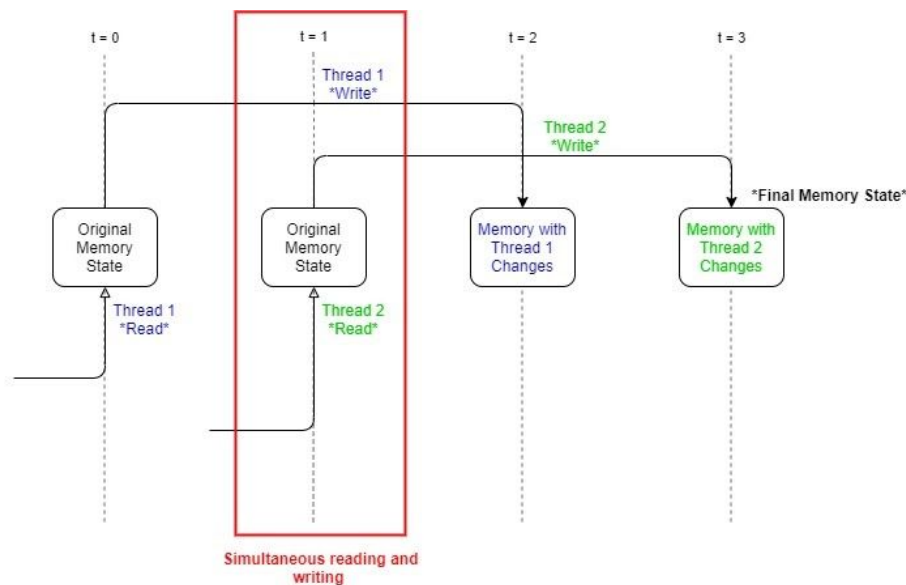 t = 0
t = 1
t = 2
t = 3
Thread 1
*Write*
Thread 2
*Write*
*Final Memory State*
Original
Memory
State
Original
Memory
State
Memory with
Thread 1
Changes
Memory with
Thread 2
Changes
Thread 1
*Read*
Thread 2
*Read*
Simultaneous reading and
writing